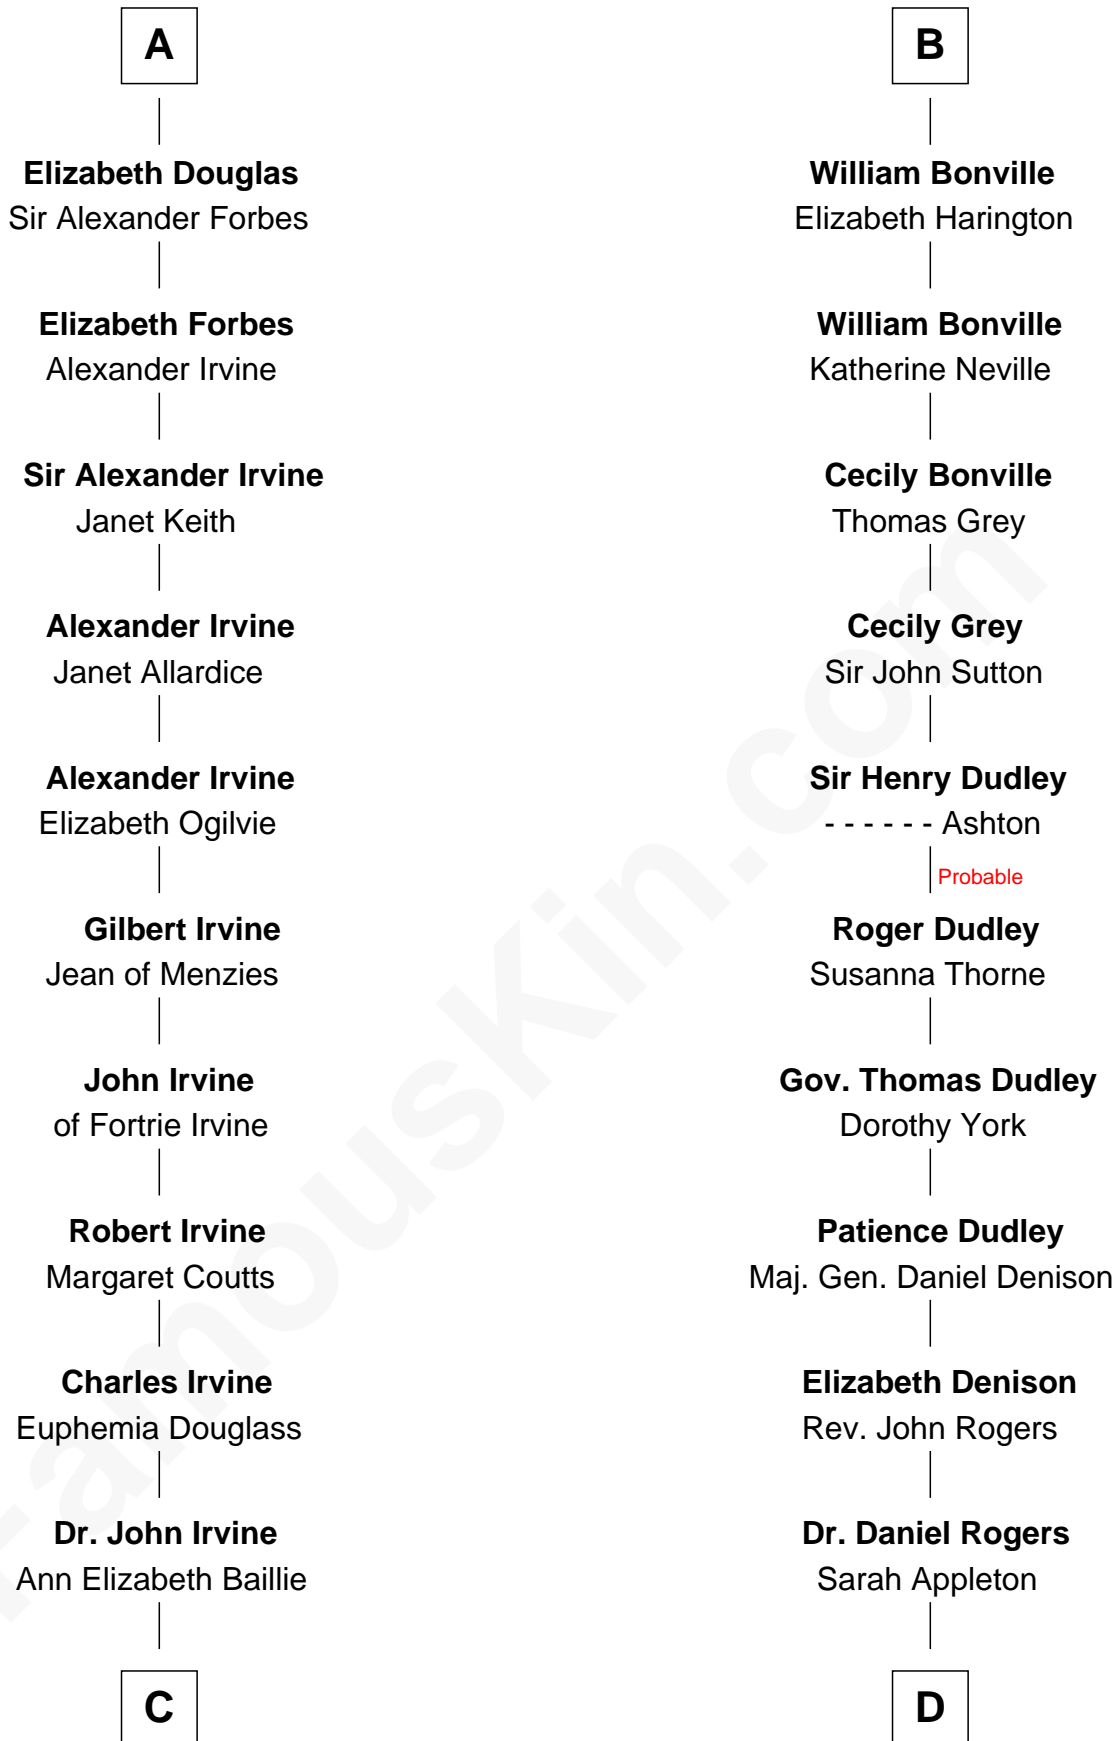 A
Elizabeth Douglas
Sir Alexander Forbes
Elizabeth Forbes
Alexander Irvine
Sir Alexander Irvine
Janet Keith
Alexander Irvine
Janet Allardice
Alexander Irvine
Elizabeth Ogilvie
Gilbert Irvine
Jean of Menzies
John Irvine
of Fortrie Irvine
Robert Irvine
Margaret Coutts
Charles Irvine
Euphemia Douglass
Dr. John Irvine
Ann Elizabeth Baillie
C
B
William Bonville
Elizabeth Harington
William Bonville
Katherine Neville
Cecily Bonville
Thomas Grey
Cecily Grey
Sir John Sutton
Sir Henry Dudley
- - - - - - Ashton
Probable
Roger Dudley
Susanna Thorne
Gov. Thomas Dudley
Dorothy York
Patience Dudley
Maj. Gen. Daniel Denison
Elizabeth Denison
Rev. John Rogers
Dr. Daniel Rogers
Sarah Appleton
D
FamousKin.com